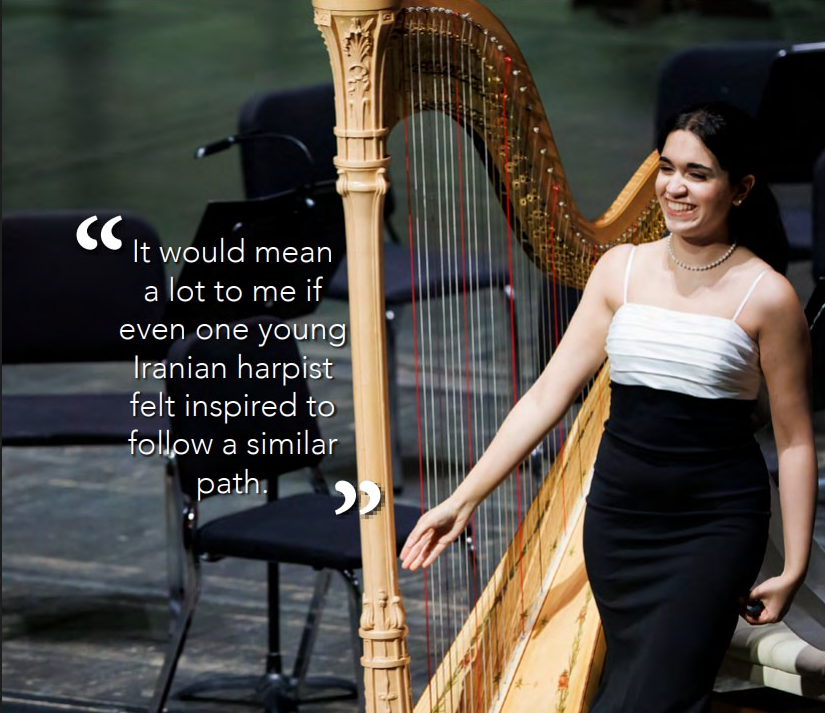 “ It would mean
a lot to me if
even one young
Iranian harpist
felt inspired to
follow a similar
path. ”